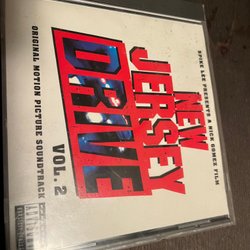 SPIKE LEE PRESENTS A NICK GOMEZ FILM
NEW
JERSEY
DRIVE
VOL. 2
ORIGINAL MOTION PICTURE SOUNDTRACK